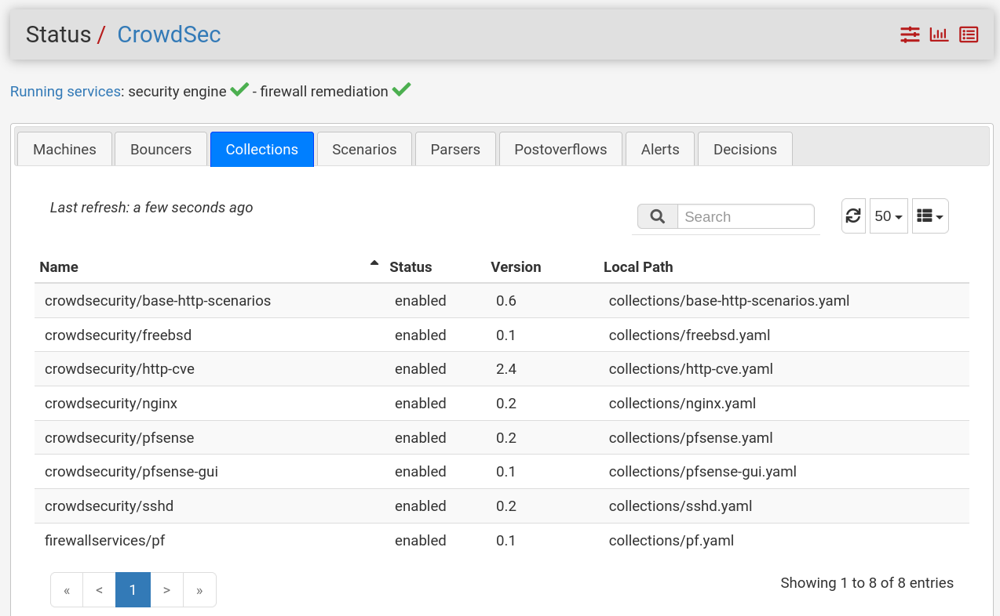 Status / CrowdSec
Running services: security engine - firewall remediation
Machines Bouncers Collections Scenarios Parsers Postoverflows Alerts Decisions
Last refresh: a few seconds ago
Search
50
Name Status Version Local Path
crowdsecurity/base-http-scenarios enabled 0.6 collections/base-http-scenarios.yaml
crowdsecurity/freebsd enabled 0.1 collections/freebsd.yaml
crowdsecurity/http-cve enabled 2.4 collections/http-cve.yaml
crowdsecurity/nginx enabled 0.2 collections/nginx.yaml
crowdsecurity/pfsense enabled 0.2 collections/pfsense.yaml
crowdsecurity/pfsense-gui enabled 0.1 collections/pfsense-gui.yaml
crowdsecurity/sshd enabled 0.2 collections/sshd.yaml
firewallservices/pf enabled 0.1 collections/pf.yaml
« < 1 > »
Showing 1 to 8 of 8 entries